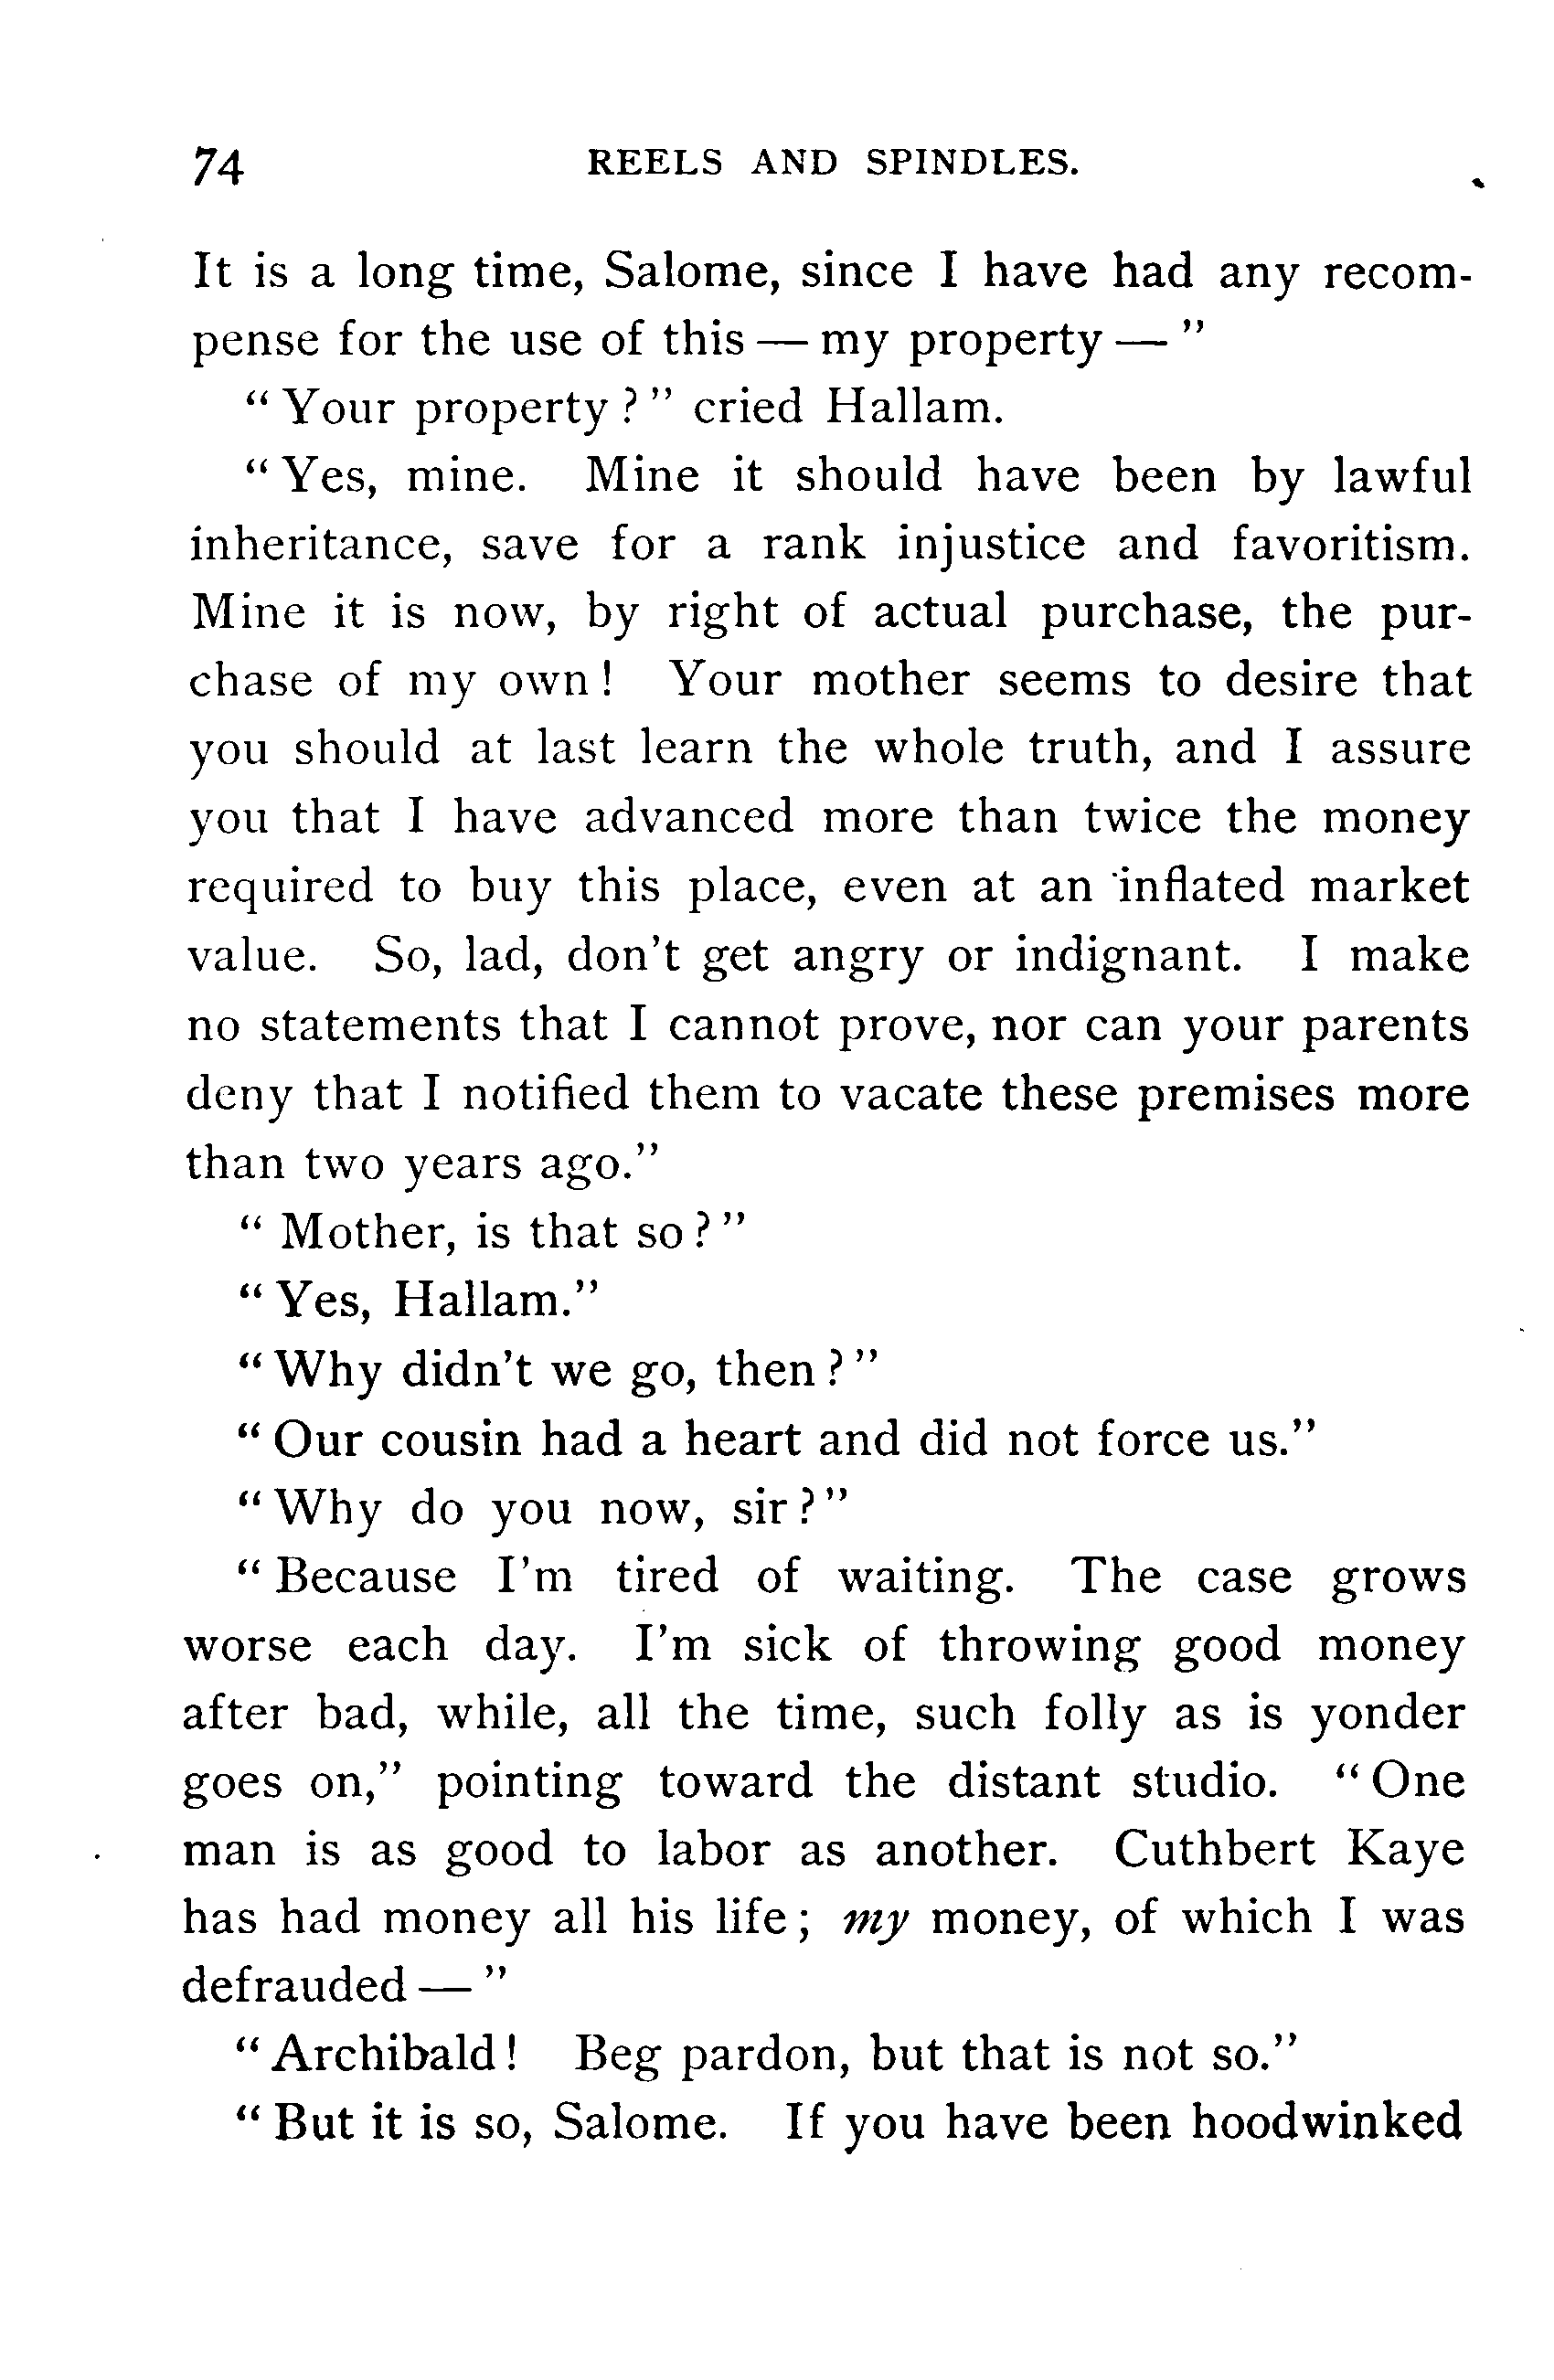 74 REELS AND SPINDLES.
It is a long time, Salome, since I have had any recom-
pense for the use of this — my property — ”
“ Your property ? ” cried Hallam.
“ Yes, mine. Mine it should have been by lawful
inheritance, save for a rank injustice and favoritism.
Mine it is now, by right of actual purchase, the pur-
chase of my own ! Your mother seems to desire that
you should at last learn the whole truth, and I assure
you that I have advanced more than twice the money
required to buy this place, even at an inflated market
value. So, lad, don’t get angry or indignant. I make
no statements that I cannot prove, nor can your parents
deny that I notified them to vacate these premises more
than two years ago.”
“ Mother, is that so ? ”
“ Yes, Hallam.”
“ Why didn’t we go, then ? ”
“ Our cousin had a heart and did not force us.”
“ Why do you now, sir ? ”
“ Because I’m tired of waiting. The case grows
worse each day. I’m sick of throwing good money
after bad, while, all the time, such folly as is yonder
goes on,” pointing toward the distant studio. “ One
man is as good to labor as another. Cuthbert Kaye
has had money all his life ; my money, of which I was
defrauded — ”
“ Archibald ! Beg pardon, but that is not so.”
“ But it is so, Salome. If you have been hoodwinked